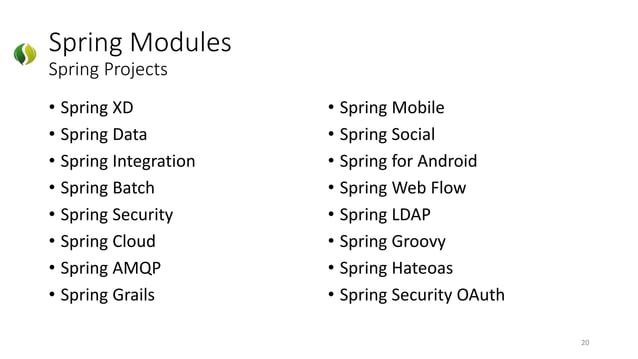 Spring Modules
Spring Projects
• Spring XD
• Spring Data
• Spring Integration
• Spring Batch
• Spring Security
• Spring Cloud
• Spring AMQP
• Spring Grails
• Spring Mobile
• Spring Social
• Spring for Android
• Spring Web Flow
• Spring LDAP
• Spring Groovy
• Spring Hateoas
• Spring Security OAuth
20